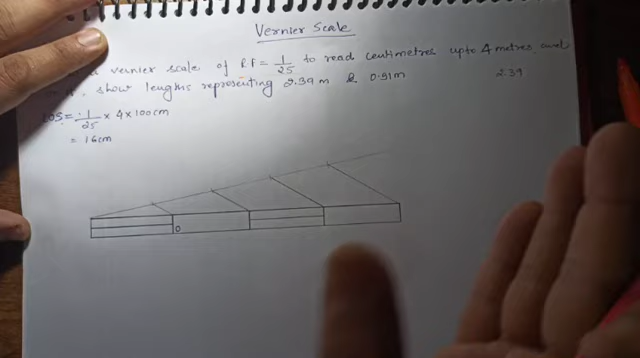 Vernier Scale
vernier scale of R.F = 1/25 to read centimetres upto 4 metres and
show lengths representing 2.39 m & 0.91 m 2.39
LOS = 1/25 x 4 x 100 cm
= 16 cm
0